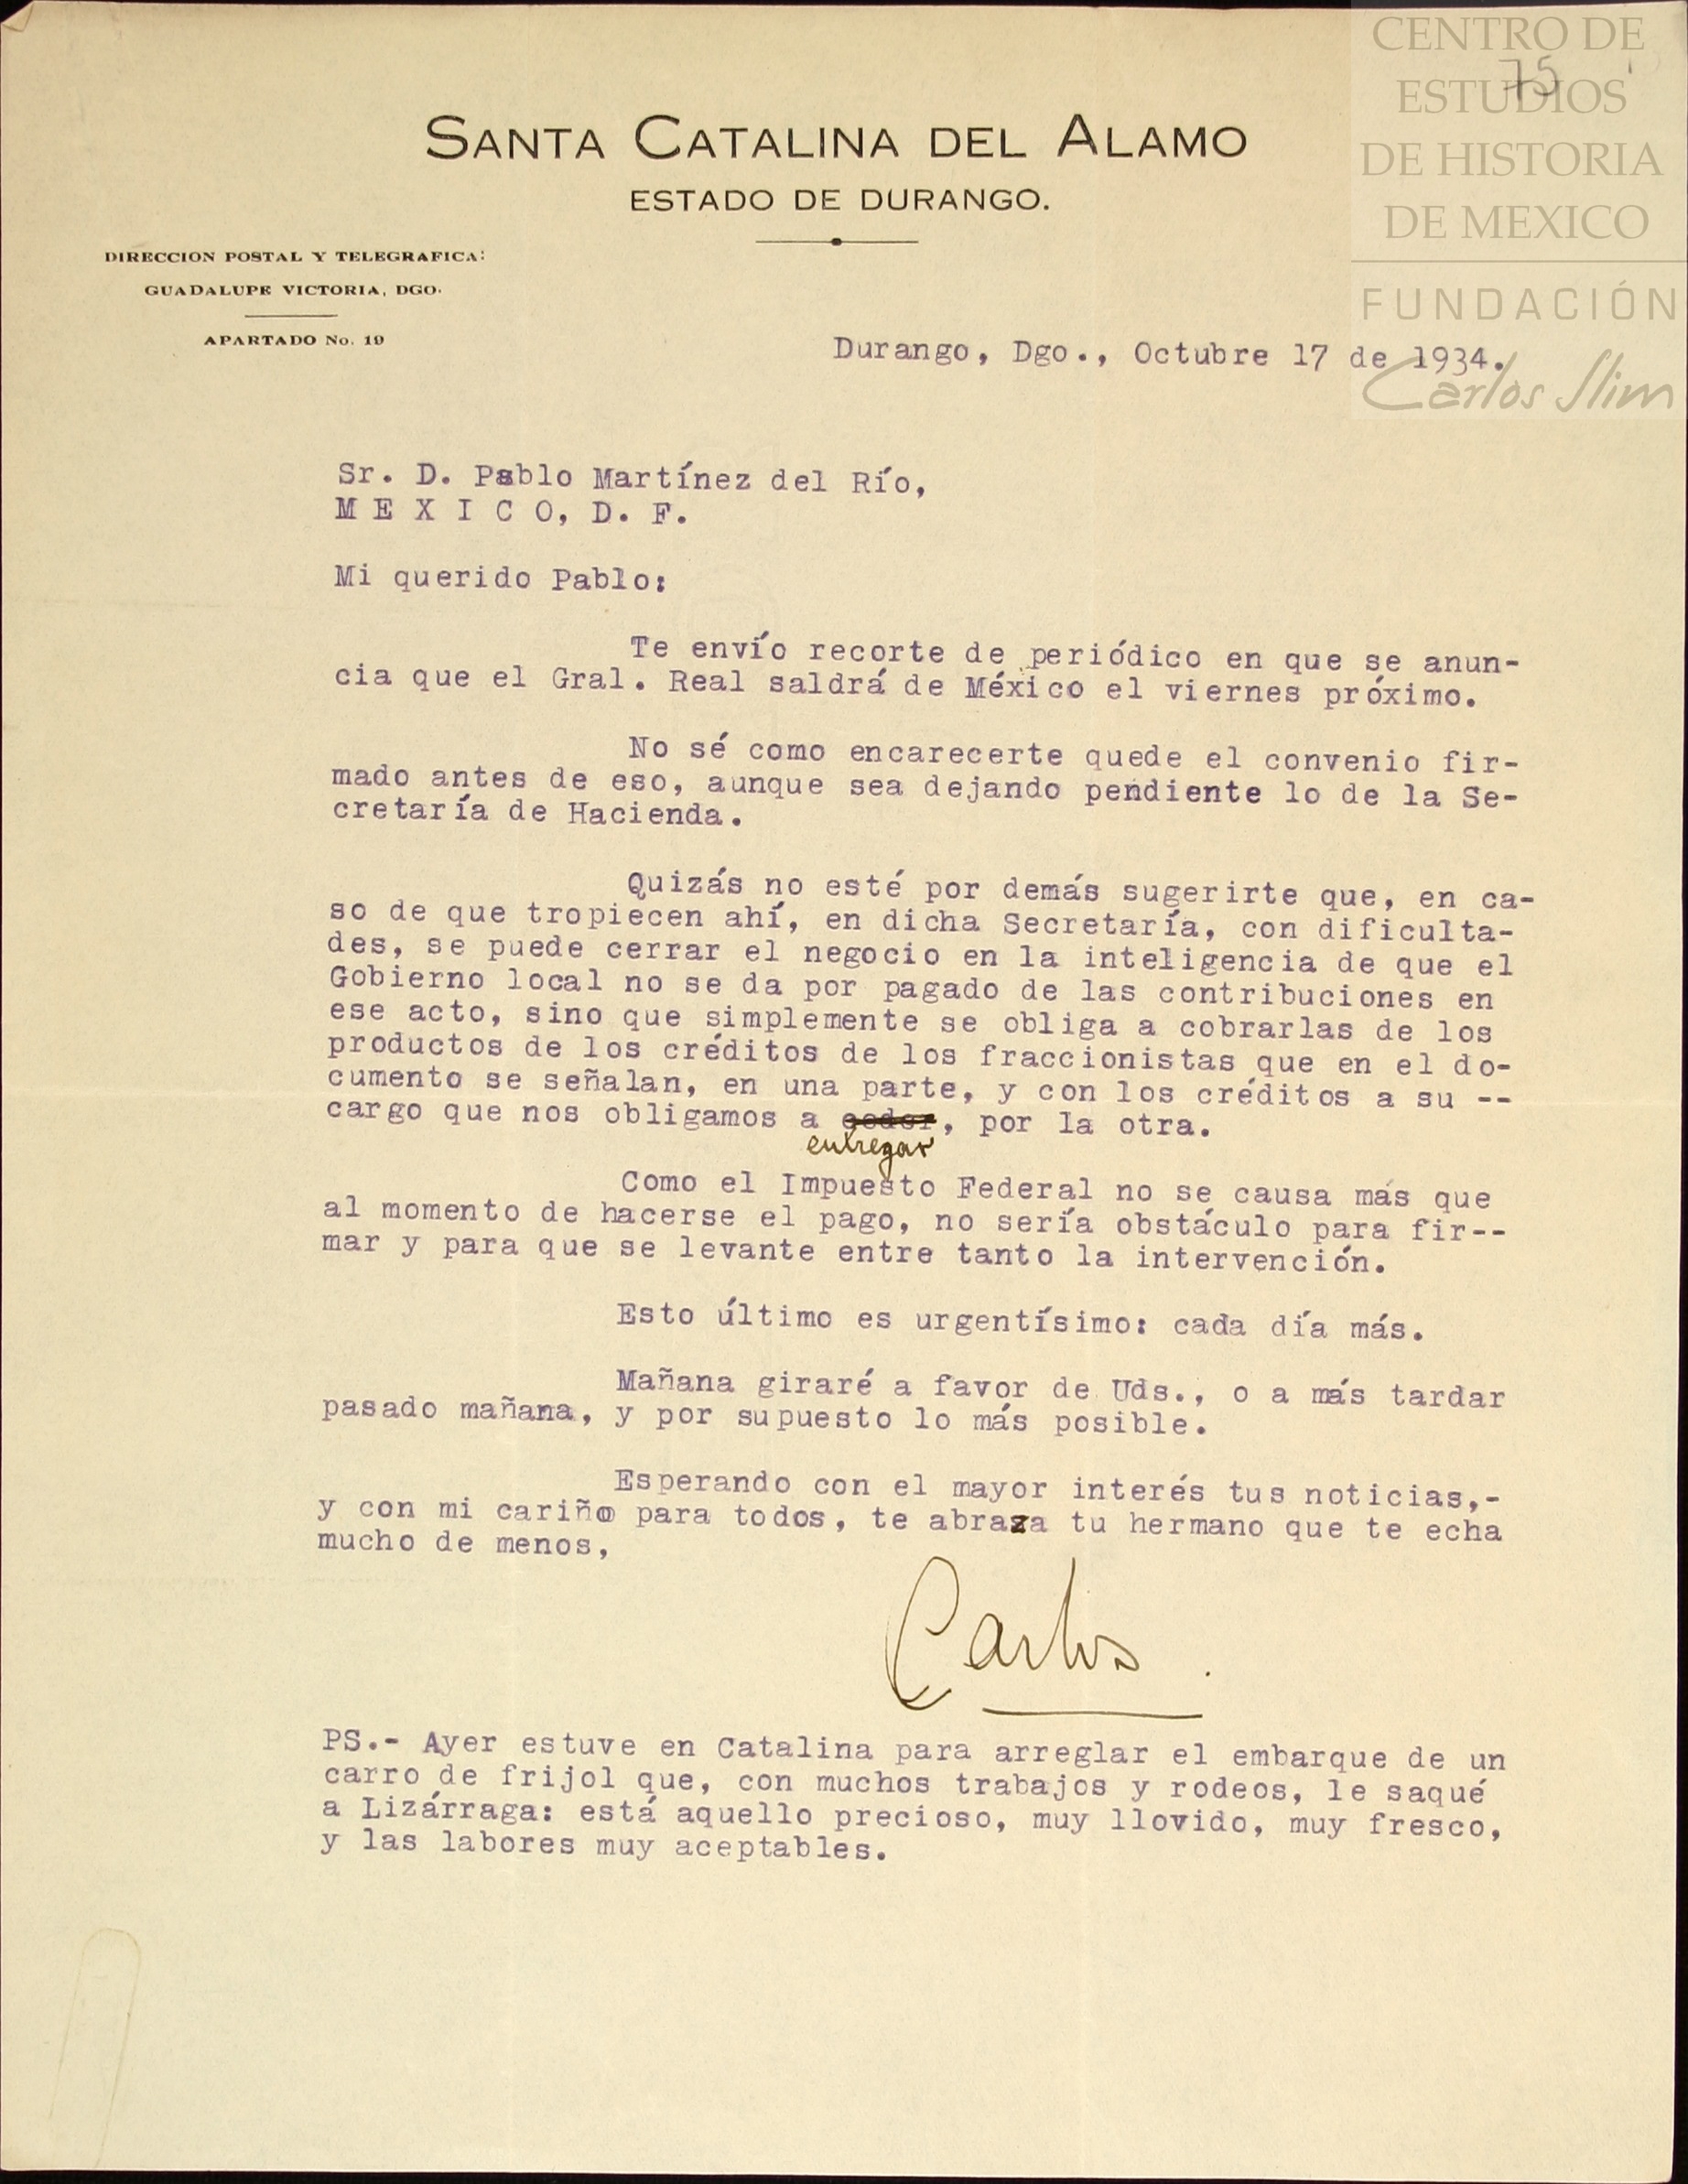 CENTRO DE
ESTUDIOS
DE HISTORIA
DE MEXICO
FUNDACIÓN
Carlos Slim
75
SANTA CATALINA DEL ALAMO
ESTADO DE DURANGO.
DIRECCION POSTAL Y TELEGRAFICA:
GUADALUPE VICTORIA, DGO.
APARTADO No. 19
Durango, Dgo., Octubre 17 de 1934.
Sr. D. Pablo Martínez del Río,
M E X I C O, D. F.
Mi querido Pablo:
Te envío recorte de periódico en que se anun-
cia que el Gral. Real saldrá de México el viernes próximo.
No sé como encarecerte quede el convenio fir-
mado antes de eso, aunque sea dejando pendiente lo de la Se-
cretaría de Hacienda.
Quizás no esté por demás sugerirte que, en ca-
so de que tropiecen ahí, en dicha Secretaría, con dificulta-
des, se puede cerrar el negocio en la inteligencia de que el
Gobierno local no se da por pagado de las contribuciones en
ese acto, sino que simplemente se obliga a cobrarlas de los
productos de los créditos de los fraccionistas que en el do-
cumento se señalan, en una parte, y con los créditos a su --
cargo que nos obligamos a ceder, por la otra.
entregar
Como el Impuesto Federal no se causa más que
al momento de hacerse el pago, no sería obstáculo para fir--
mar y para que se levante entre tanto la intervención.
Esto último es urgentísimo: cada día más.
Mañana giraré a favor de Uds., o a más tardar
pasado mañana, y por supuesto lo más posible.
Esperando con el mayor interés tus noticias,-
y con mi cariño para todos, te abraza tu hermano que te echa
mucho de menos,
Carlos.
PS.- Ayer estuve en Catalina para arreglar el embarque de un
carro de frijol que, con muchos trabajos y rodeos, le saqué
a Lizárraga: está aquello precioso, muy llovido, muy fresco,
y las labores muy aceptables.